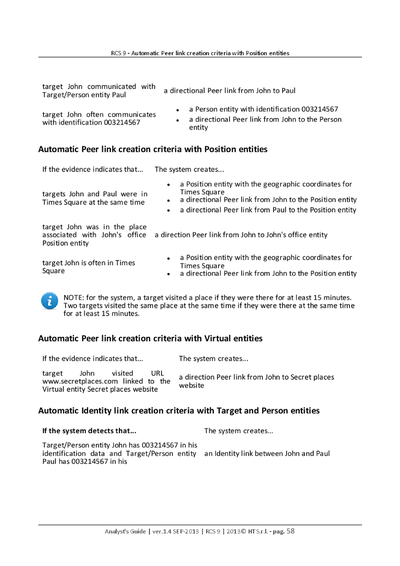 RCS 9 - Automatic Peer link creation criteria with Position entities
target John communicated with
Target/Person entity Paul
a directional Peer link from John to Paul
target John often communicates
with identification 003214567
• a Person entity with identification 003214567
• a directional Peer link from John to the Person
entity
Automatic Peer link creation criteria with Position entities
If the evidence indicates that...
The system creates...
targets John and Paul were in
Times Square at the same time
• a Position entity with the geographic coordinates for
Times Square
• a directional Peer link from John to the Position entity
• a directional Peer link from Paul to the Position entity
target John was in the place
associated with John's office
Position entity
a direction Peer link from John to John's office entity
target John is often in Times
Square
• a Position entity with the geographic coordinates for
Times Square
• a directional Peer link from John to the Position entity
NOTE: for the system, a target visited a place if they were there for at least 15 minutes.
Two targets visited the same place at the same time if they were there at the same time
for at least 15 minutes.
Automatic Peer link creation criteria with Virtual entities
If the evidence indicates that...
The system creates...
target John visited URL
www.secretplaces.com linked to the
Virtual entity Secret places website
a direction Peer link from John to Secret places
website
Automatic Identity link creation criteria with Target and Person entities
If the system detects that...
The system creates...
Target/Person entity John has 003214567 in his
identification data and Target/Person entity
Paul has 003214567 in his
an Identity link between John and Paul
Analyst's Guide | ver.1.4 SEP-2013 | RCS 9 | 2013© HT S.r.l. - pag. 58